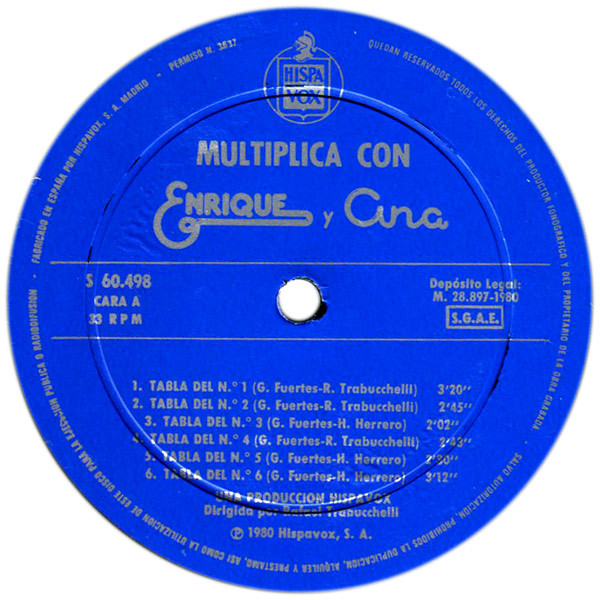 HISPA
VOX
MULTIPLICA CON
ENRIQUE y Ana
S 60.498
CARA A
33 RPM
Depósito Legal:
M. 28.897-1980
S.G.A.E.
1. TABLA DEL N.º 1 (G. Fuertes-R. Trabucchelli) 3'20"
2. TABLA DEL N.º 2 (G. Fuertes-R. Trabucchelli) 2'45"
3. TABLA DEL N.º 3 (G. Fuertes-H. Herrero) 2'02"
4. TABLA DEL N.º 4 (G. Fuertes-R. Trabucchelli) 2'43"
5. TABLA DEL N.º 5 (G. Fuertes-H. Herrero)
6. TABLA DEL N.º 6 (G. Fuertes-H. Herrero) 3'12"
UNA PRODUCCION HISPAVOX
Dirigida por Rafael Trabucchelli
Ⓟ 1980 Hispavox, S. A.
FABRICADO EN ESPAÑA POR HISPAVOX, S. A. MADRID - PERMISO N. 3537
QUEDAN RESERVADOS TODOS LOS DERECHOS DEL PRODUCTOR FONOGRAFICO Y DEL PROPIETARIO DE LA OBRA GRABADA - SALVO AUTORIZACION, PROHIBIDOS LA DUPLICACION, ALQUILER Y PRESTAMO, ASI COMO LA UTILIZACION DE ESTE DISCO PARA LA EJECUCION PUBLICA O RADIODIFUSION